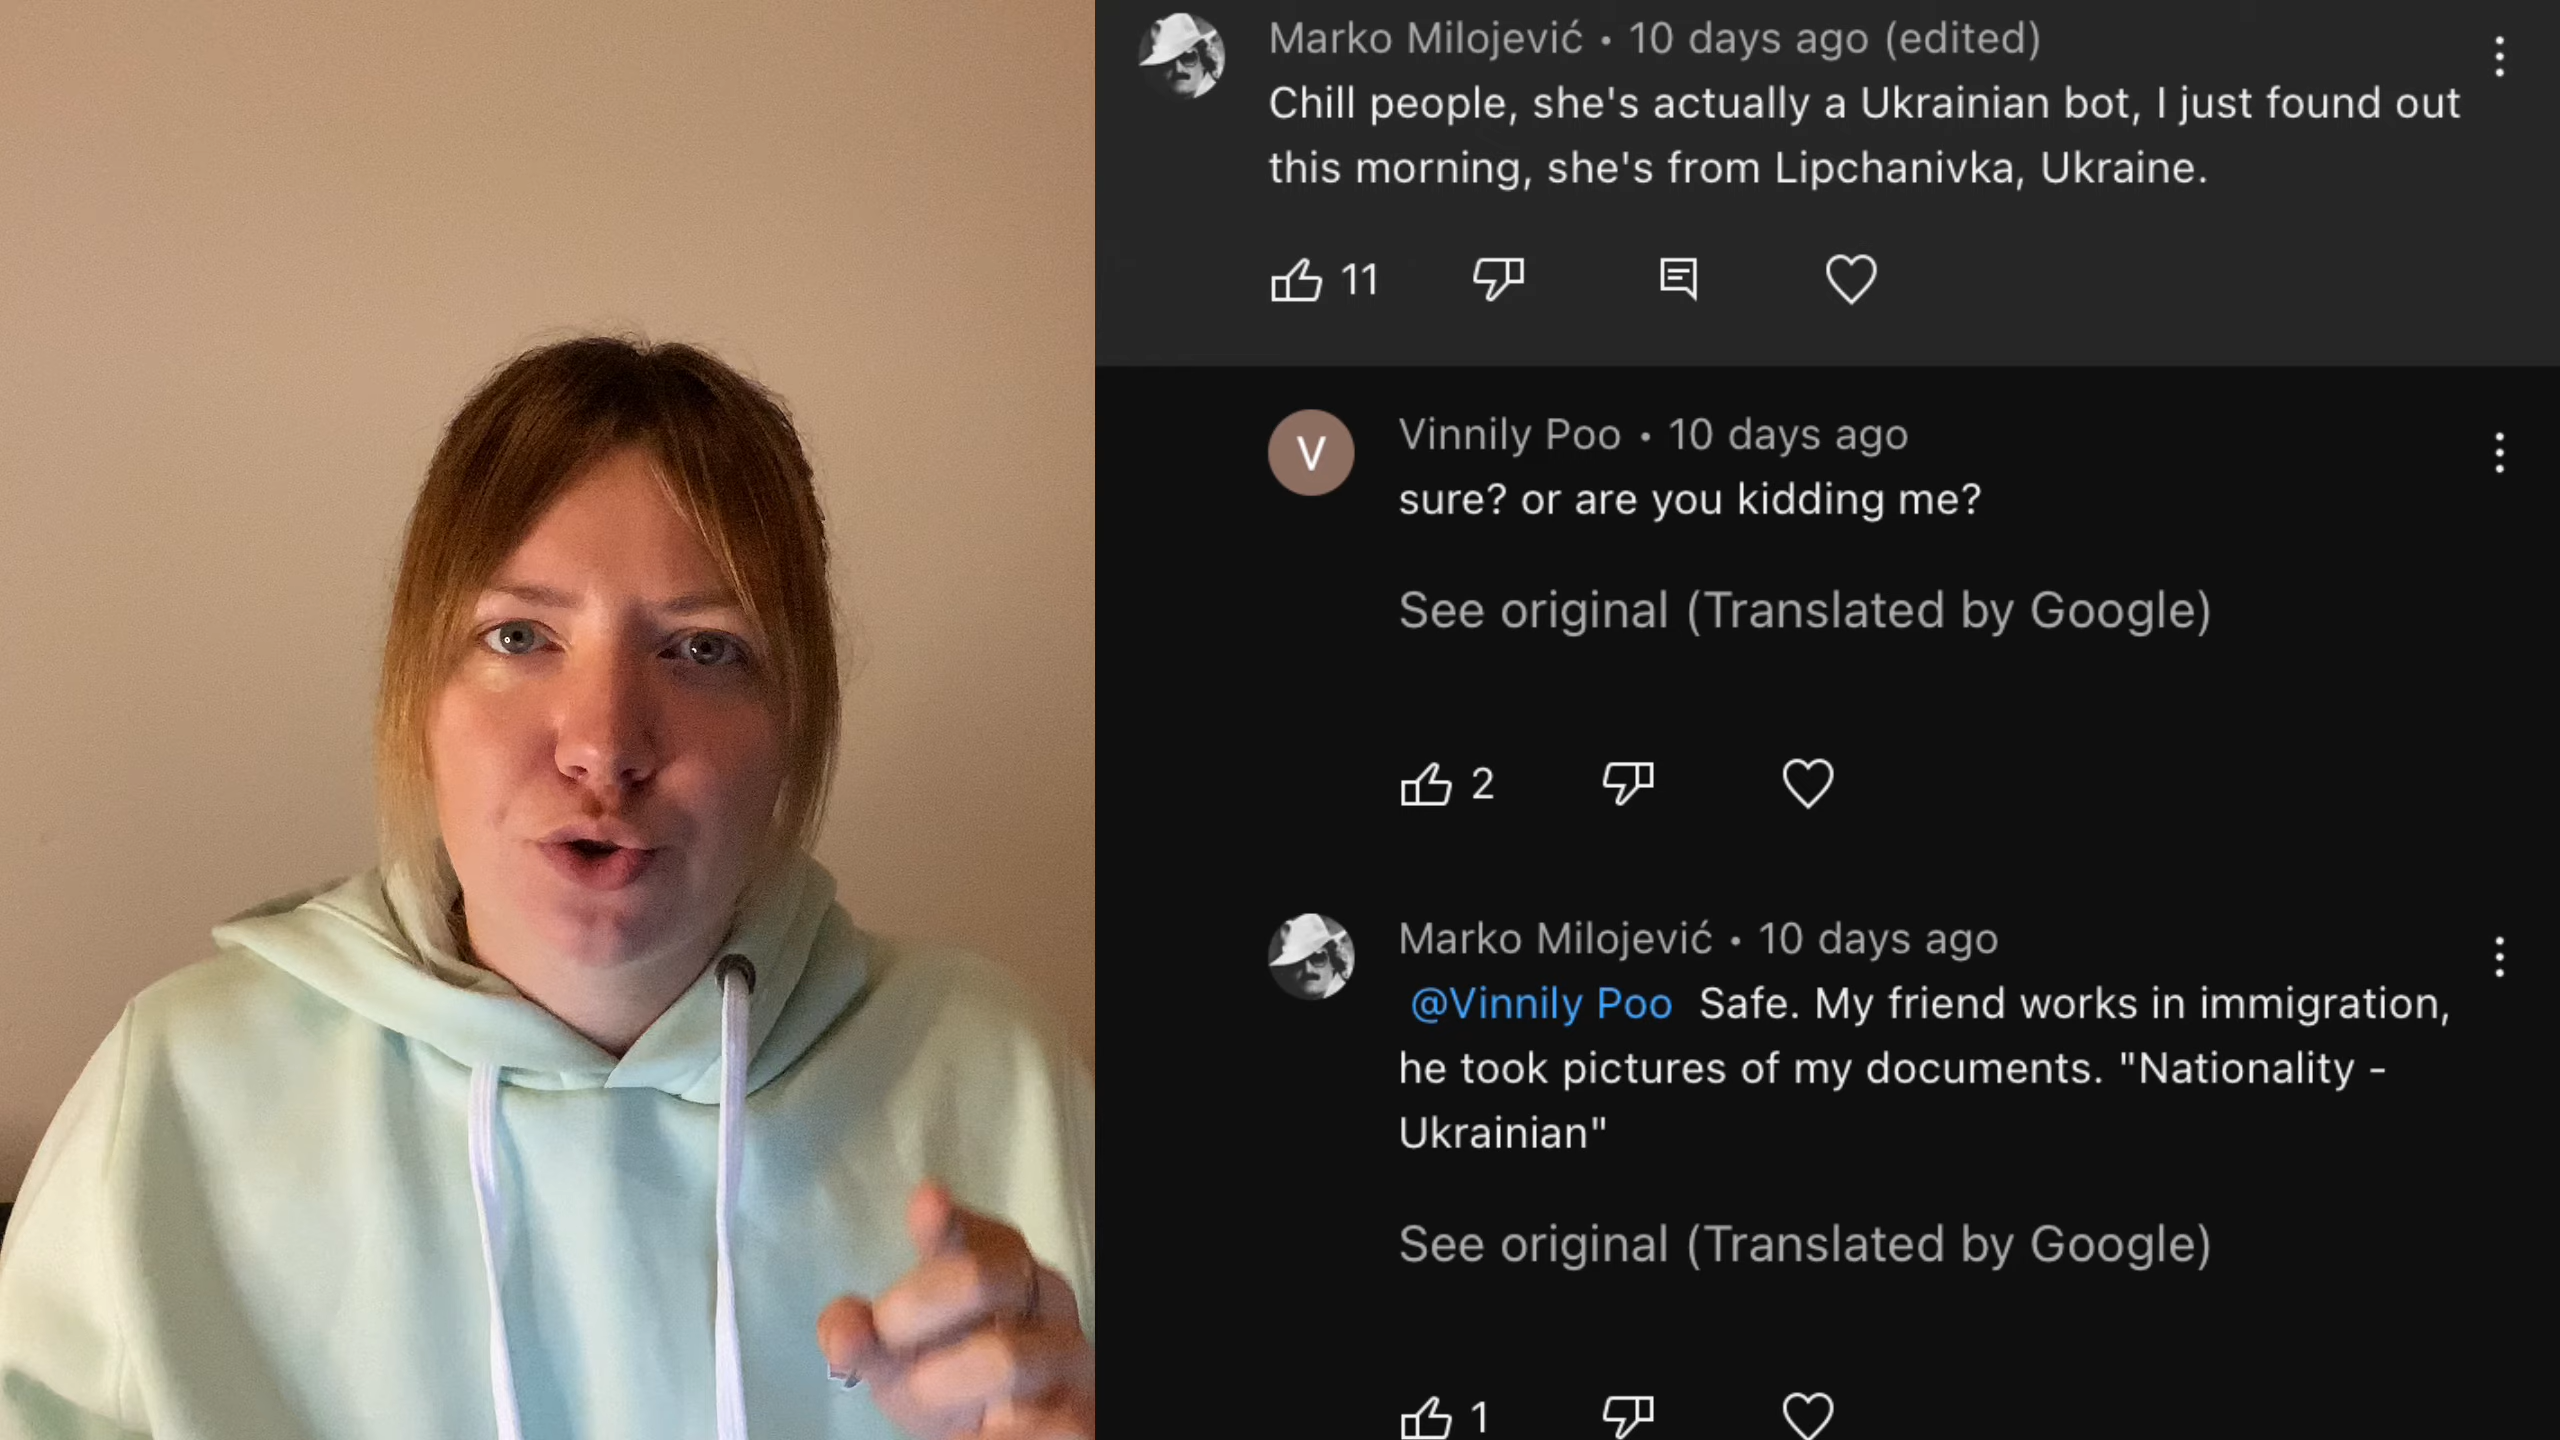 Marko Milojević • 10 days ago (edited)
Chill people, she's actually a Ukrainian bot, I just found out
this morning, she's from Lipchanivka, Ukraine.
11
V
Vinnily Poo • 10 days ago
sure? or are you kidding me?
See original (Translated by Google)
2
Marko Milojević • 10 days ago
@Vinnily Poo Safe. My friend works in immigration,
he took pictures of my documents. "Nationality -
Ukrainian"
See original (Translated by Google)
1